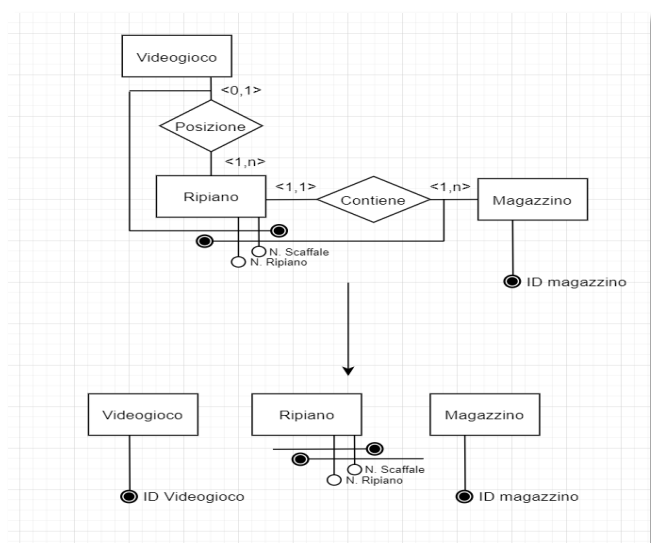 Videogioco
<0,1>
Posizione
<1,n>
Ripiano
<1,1>
Contiene
<1,n>
Magazzino
N. Scaffale
N. Ripiano
ID magazzino
Videogioco
Ripiano
Magazzino
N. Scaffale
N. Ripiano
ID Videogioco
ID magazzino